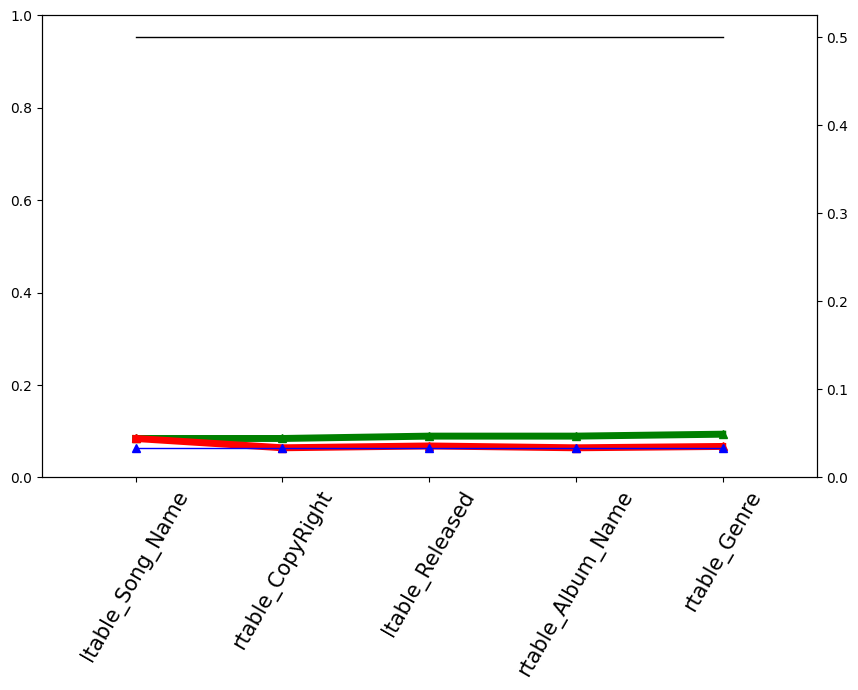 1.0
0.8
0.6
0.4
0.2
0.0
0.5
0.4
0.3
0.2
0.1
0.0
ltable_Song_Name
rtable_CopyRight
ltable_Released
rtable_Album_Name
rtable_Genre